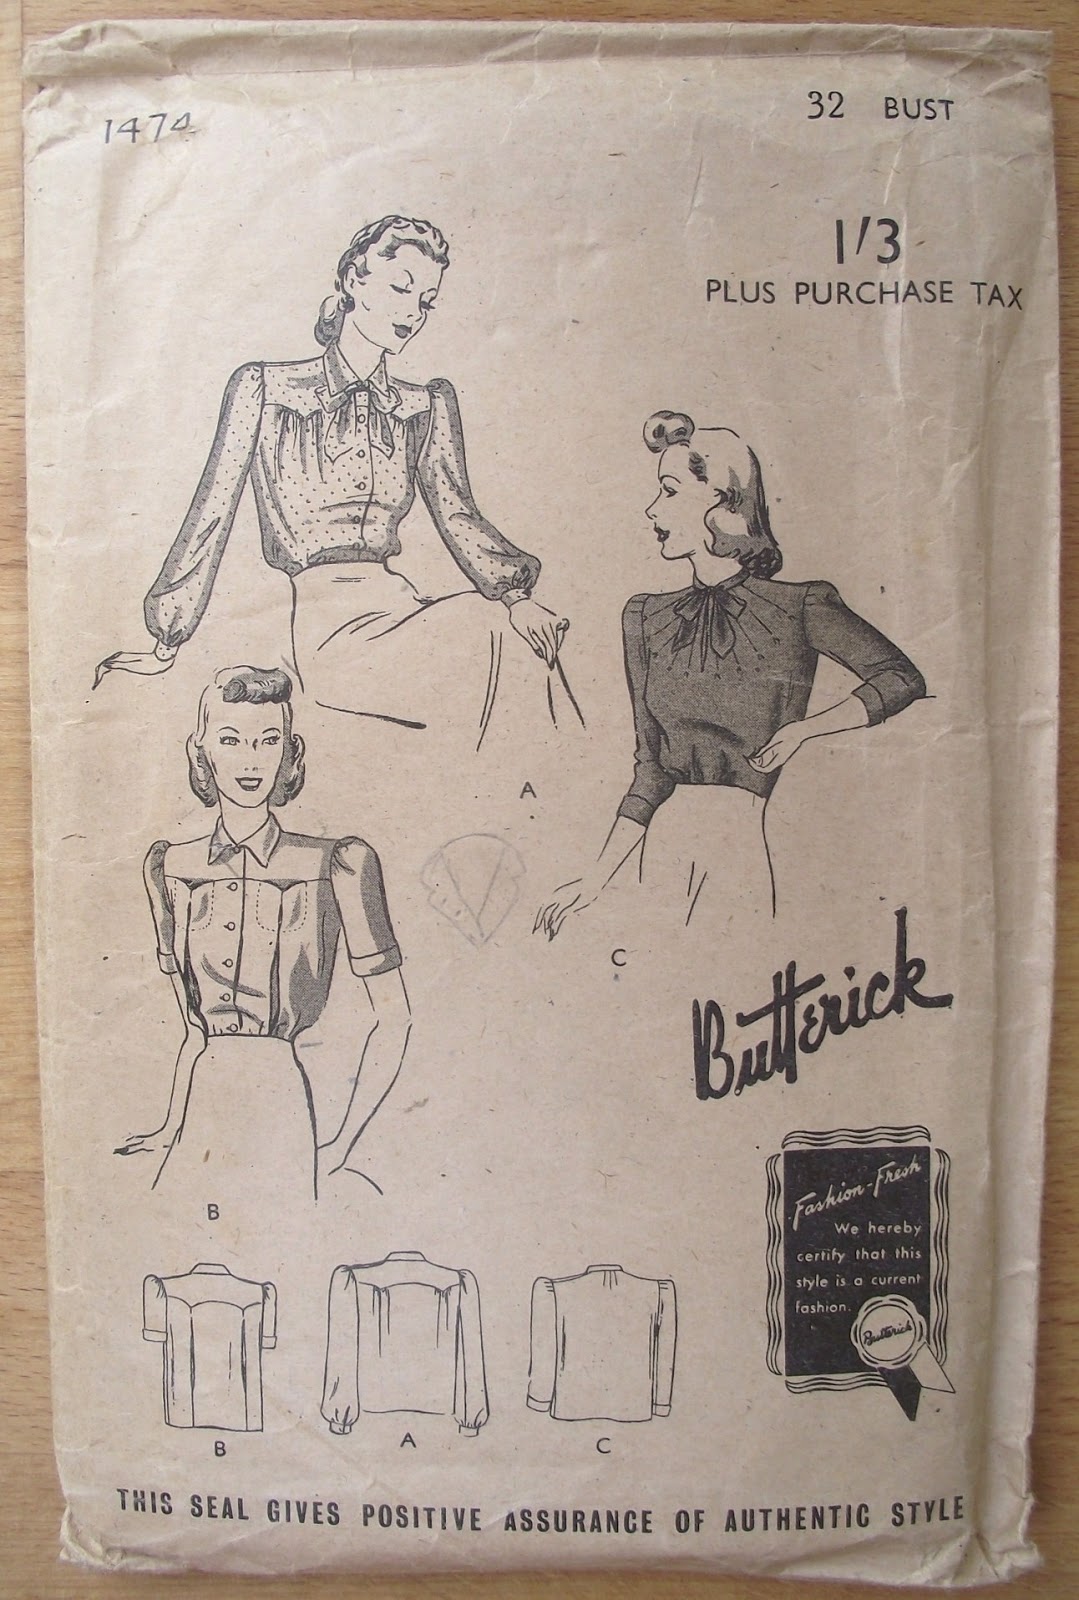 1474
32 BUST
1/3
PLUS PURCHASE TAX
A
C
Butterick
B
Fashion-Fresh
We hereby
certify that this
style is a current
fashion.
Butterick
B
A
C
THIS SEAL GIVES POSITIVE ASSURANCE OF AUTHENTIC STYLE